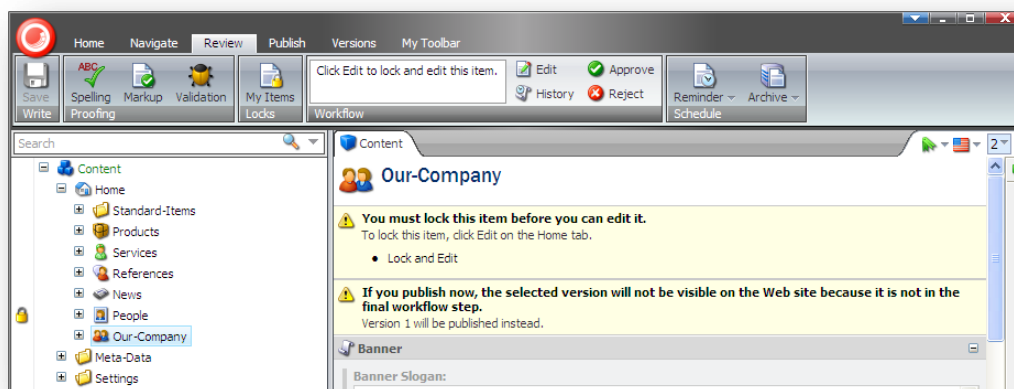 Home Navigate Review Publish Versions My Toolbar
Click Edit to lock and edit this item.
Edit Approve
History Reject
ABC
Save Spelling Markup Validation My Items Reminder Archive
Write Proofing Locks Workflow Schedule
Search
Content
Home
Standard-Items
Products
Services
References
News
People
Our-Company
Meta-Data
Settings
Content
2
Our-Company
You must lock this item before you can edit it.
To lock this item, click Edit on the Home tab.
• Lock and Edit
If you publish now, the selected version will not be visible on the Web site because it is not in the
final workflow step.
Version 1 will be published instead.
Banner
Banner Slogan: